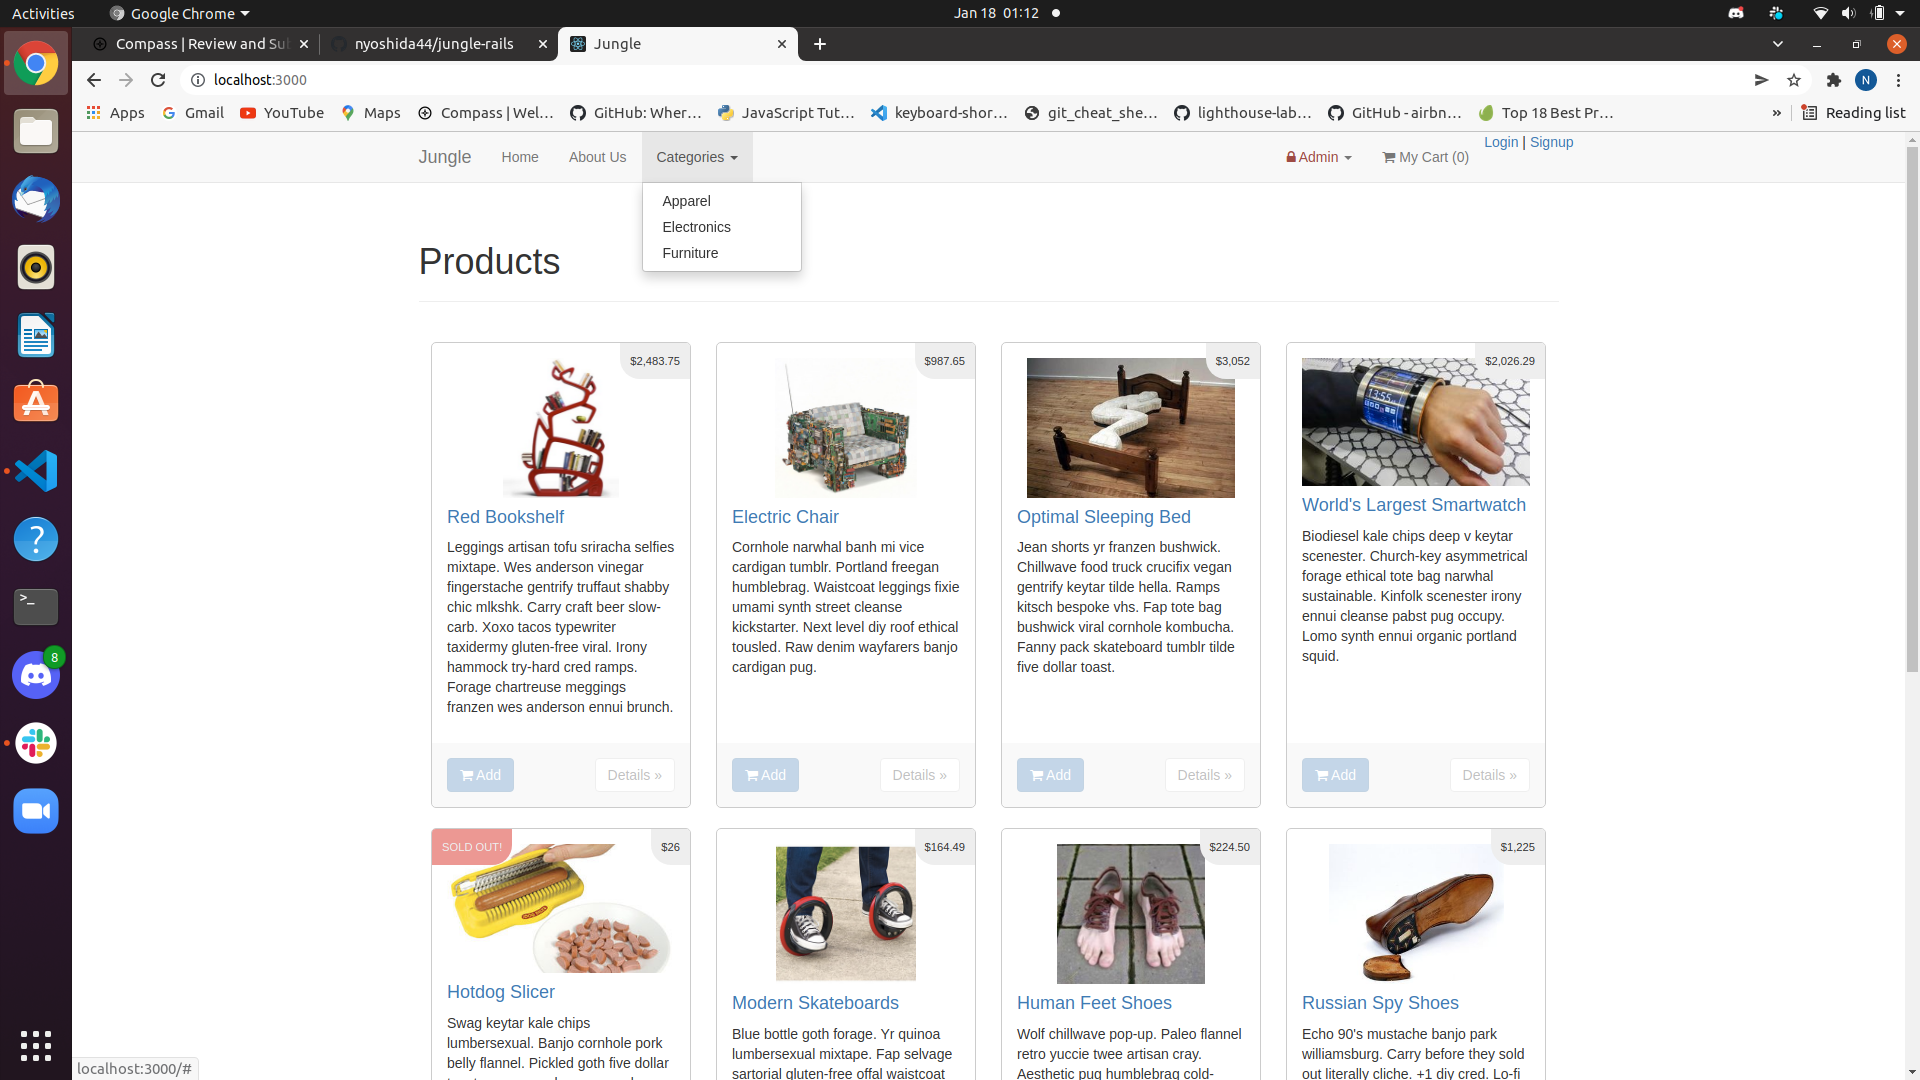 Activities
Google Chrome
Jan 18 01:12
Compass | Review and Su
nyoshida44/jungle-rails
Jungle
localhost:3000
N
Apps
Gmail
YouTube
Maps
Compass | Wel...
GitHub: Wher...
JavaScript Tut...
keyboard-shor...
git_cheat_she...
lighthouse-lab...
GitHub - airbn...
Top 18 Best Pr...
»
Reading list
Jungle
Home
About Us
Categories
Admin
My Cart (0)
Login | Signup
Apparel
Electronics
Furniture
Products
$2,483.75
Red Bookshelf
Leggings artisan tofu sriracha selfies
mixtape. Wes anderson vinegar
fingerstache gentrify truffaut shabby
chic mlkshk. Carry craft beer slow-
carb. Xoxo tacos typewriter
taxidermy gluten-free viral. Irony
hammock try-hard cred ramps.
Forage chartreuse meggings
franzen wes anderson ennui brunch.
Add
Details »
$987.65
Electric Chair
Cornhole narwhal banh mi vice
cardigan tumblr. Portland freegan
humblebrag. Waistcoat leggings fixie
umami synth street cleanse
kickstarter. Next level diy roof ethical
tousled. Raw denim wayfarers banjo
cardigan pug.
Add
Details »
$3,052
Optimal Sleeping Bed
Jean shorts yr franzen bushwick.
Chillwave food truck crucifix vegan
gentrify keytar tilde hella. Ramps
kitsch bespoke vhs. Fap tote bag
bushwick viral cornhole kombucha.
Fanny pack skateboard tumblr tilde
five dollar toast.
Add
Details »
$2,026.29
13:55
World's Largest Smartwatch
Biodiesel kale chips deep v keytar
scenester. Church-key asymmetrical
forage ethical tote bag narwhal
sustainable. Kinfolk scenester irony
ennui cleanse pabst pug occupy.
Lomo synth ennui organic portland
squid.
Add
Details »
SOLD OUT!
$26
Hotdog Slicer
Swag keytar kale chips
lumbersexual. Banjo cornhole pork
belly flannel. Pickled goth five dollar
$164.49
Modern Skateboards
Blue bottle goth forage. Yr quinoa
lumbersexual mixtape. Fap selvage
sartorial gluten-free offal waistcoat
$224.50
Human Feet Shoes
Wolf chillwave pop-up. Paleo flannel
retro yuccie twee artisan cray.
Aesthetic pug humblebrag cold-
$1,225
Russian Spy Shoes
Echo 90's mustache banjo park
williamsburg. Carry before they sold
out literally cliche. +1 diy cred. Lo-fi
8
localhost:3000/#